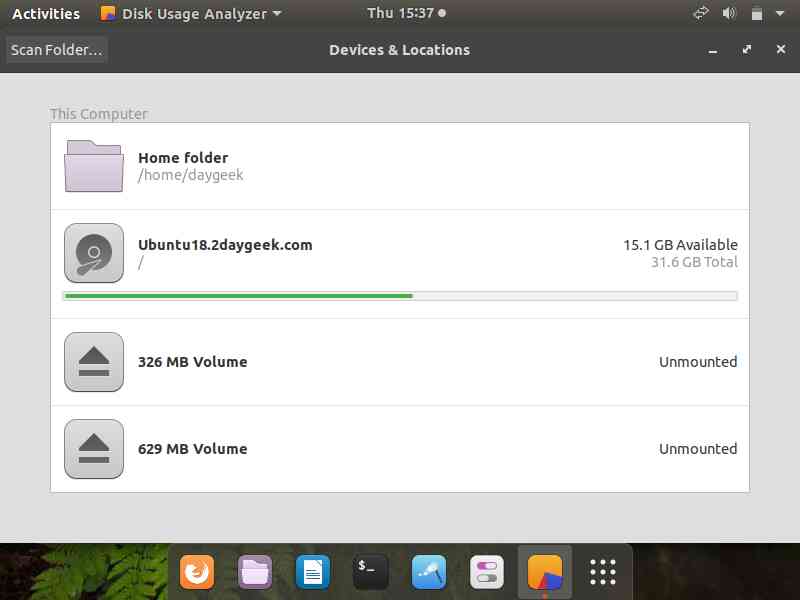 Activities Disk Usage Analyzer Thu 15:37
Scan Folder... Devices & Locations
This Computer
Home folder
/home/daygeek
Ubuntu18.2daygeek.com 15.1 GB Available
/ 31.6 GB Total
326 MB Volume Unmounted
629 MB Volume Unmounted
$_